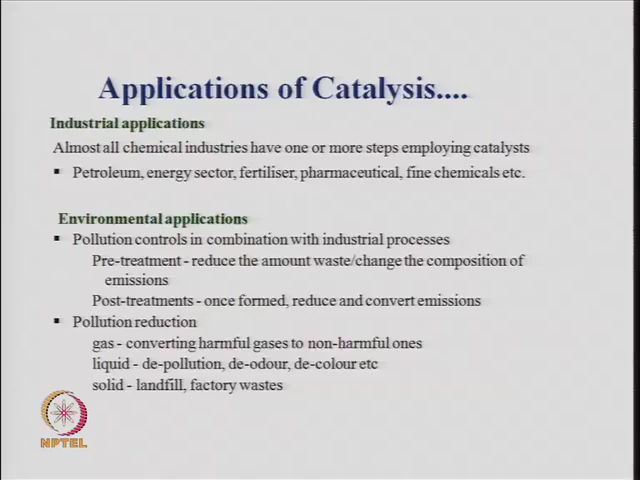 Applications of Catalysis....
Industrial applications
Almost all chemical industries have one or more steps employing catalysts
▪ Petroleum, energy sector, fertiliser, pharmaceutical, fine chemicals etc.
Environmental applications
▪ Pollution controls in combination with industrial processes
Pre-treatment - reduce the amount waste/change the composition of
emissions
Post-treatments - once formed, reduce and convert emissions
▪ Pollution reduction
gas - converting harmful gases to non-harmful ones
liquid - de-pollution, de-odour, de-colour etc
solid - landfill, factory wastes
NPTEL